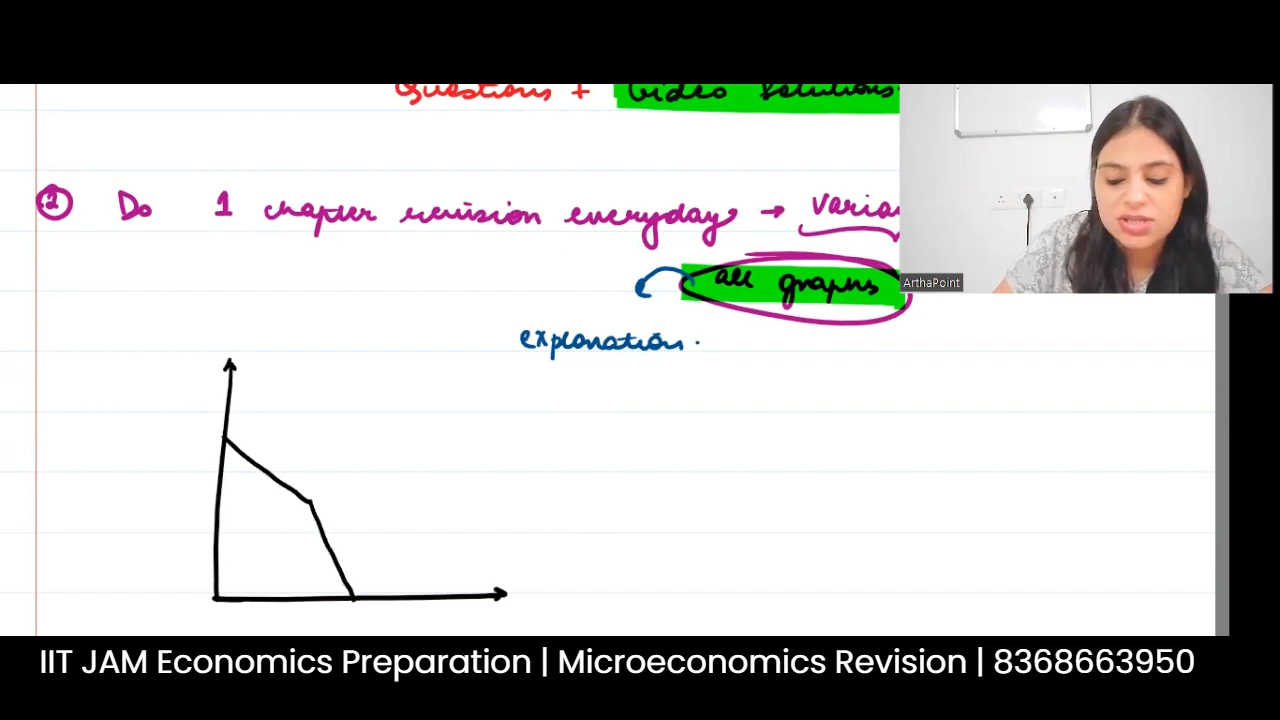 Questions + Video Solutions.
② Do 1 chapter revision everyday → varia
all graphs
explanation.
ArthaPoint
IIT JAM Economics Preparation | Microeconomics Revision | 8368663950